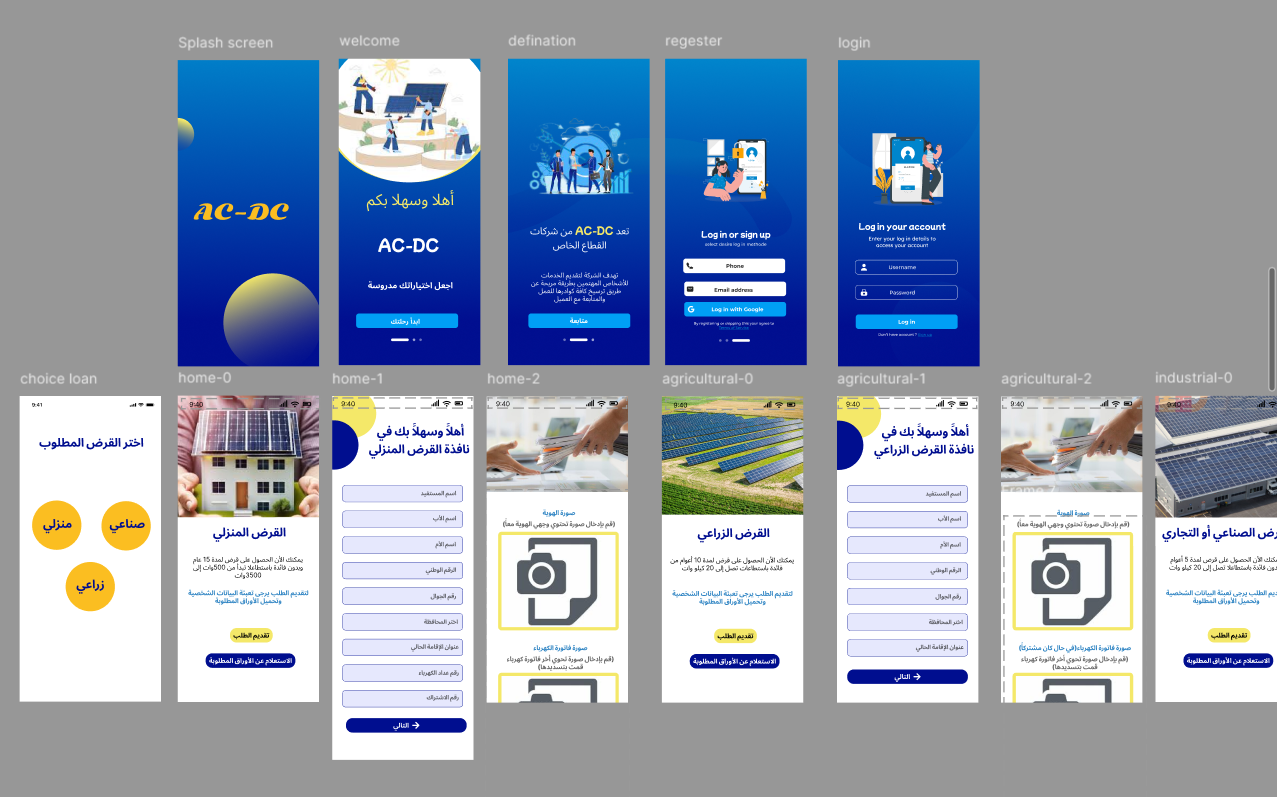 Splash screen
AC-DC
welcome
أهلا وسهلا بكم
AC-DC
اجعل اختياراتك مدروسة
ابدأ رحلتك
defination
تعد AC-DC من شركات
القطاع الخاص
تهدف الشركة لتقديم الخدمات
للأشخاص المهتمين بطريقة مريحة عن
طريق ترسيخ كافة كوادرها للعمل
والمتابعة مع العميل
متابعة
regester
Log in or sign up
select desirelog in methode
Phone
Email address
G Log in with Google
By registering or stepping this your agree to
login
Log in your account
Enter your log in details to
access your account
Username
Password
Log in
Don't have account? Sign up
choice loan
9:41
اختر القرض المطلوب
منزلي
صناعي
زراعي
home-0
9:40
القرض المنزلي
يمكنك الأن الحصول على قرض لمدة 15 عام
وبدون فائدة باستطاعة تبدأ من 500وات إلى
3500وات
لتقديم الطلب يرجى تعبئة البيانات الشخصية
وتحميل الأوراق المطلوبة
تقديم الطلب
الاستعلام عن الأوراق المطلوبة
home-1
9:40
أهلاً وسهلاً بك في
نافذة القرض المنزلي
اسم المستفيد
اسم الأب
اسم الأم
الرقم الوطني
رقم الجوال
اختر المحافظة
عنوان الإقامة الحالي
رقم عداد الكهرباء
رقم الاشتراك
التالي
home-2
9:40
صورة الهوية
(قم بإدخال صورة تحتوي وجهي الهوية معاً)
صورة فاتورة الكهرباء
(قم بإدخال صورة تحوي أخر فاتورة كهرباء
قمت بتسديدها)
agricultural-0
9:40
القرض الزراعي
يمكنك الأن الحصول على قرض لمدة 10 أعوام من
فائدة باستطاعات تصل إلى 20 كيلو وات
لتقديم الطلب يرجى تعبئة البيانات الشخصية
وتحميل الأوراق المطلوبة
تقديم الطلب
الاستعلام عن الأوراق المطلوبة
agricultural-1
9:40
أهلاً وسهلاً بك في
نافذة القرض الزراعي
اسم المستفيد
اسم الأب
اسم الأم
الرقم الوطني
رقم الجوال
اختر المحافظة
عنوان الإقامة الحالي
التالي
agricultural-2
9:40
صورة الهوية
(قم بإدخال صورة تحتوي وجهي الهوية معاً)
صورة فاتورة الكهرباء(في حال كان مشتركاً)
(قم بإدخال صورة تحوي أخر فاتورة كهرباء
قمت بتسديدها)
industrial-0
9:40
الصناعي أو التجاري
الأن الحصول على قرض لمدة 5 أعوام
فائدة باستطاعة تصل إلى 20 كيلو وات
الطلب يرجى تعبئة البيانات الشخصية
وتحميل الأوراق المطلوبة
تقديم الطلب
الاستعلام عن الأوراق المطلوبة